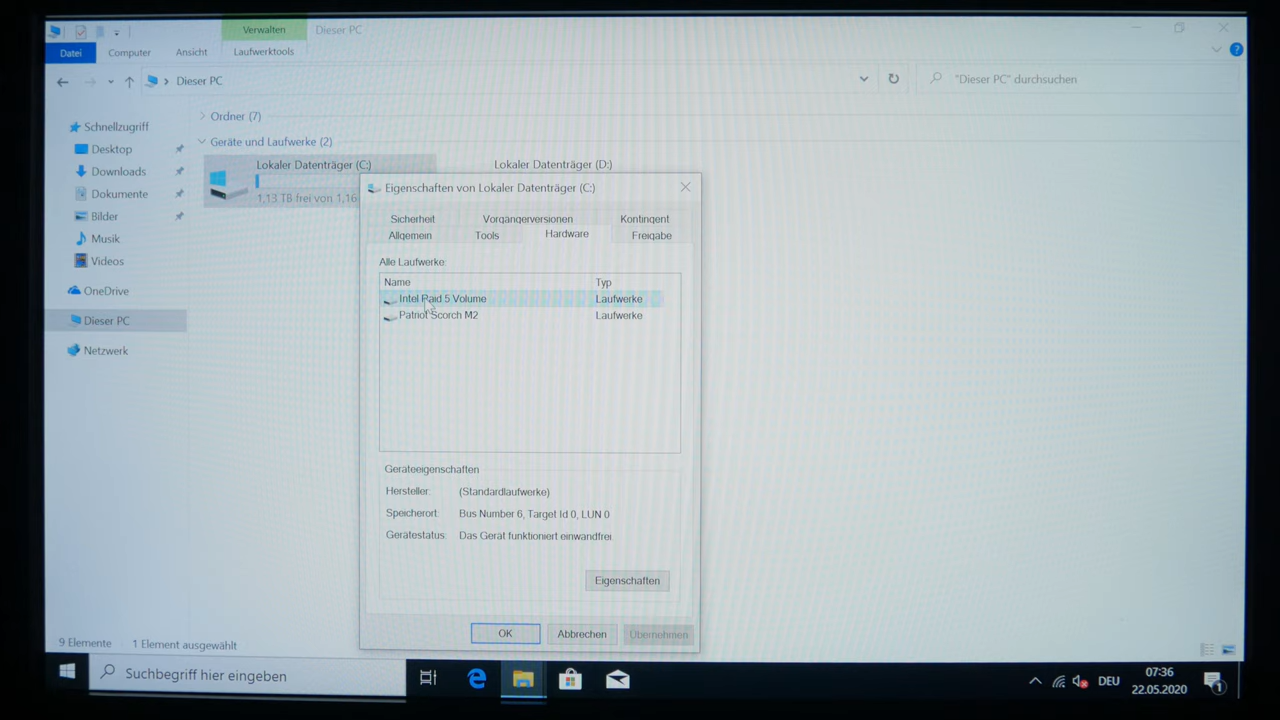 Verwalten
Dieser PC
Datei
Computer
Ansicht
Laufwerktools
Dieser PC
"Dieser PC" durchsuchen
Schnellzugriff
Desktop
Downloads
Dokumente
Bilder
Musik
Videos
OneDrive
Dieser PC
Netzwerk
Ordner (7)
Geräte und Laufwerke (2)
Lokaler Datenträger (C:)
1,13 TB frei von 1,16
Lokaler Datenträger (D:)
Eigenschaften von Lokaler Datenträger (C:)
Sicherheit
Vorgängerversionen
Kontingent
Allgemein
Tools
Hardware
Freigabe
Alle Laufwerke:
Name
Typ
Intel Raid 5 Volume
Laufwerke
Patriot Scorch M2
Laufwerke
Geräteeigenschaften
Hersteller:
(Standardlaufwerke)
Speicherort:
Bus Number 6, Target Id 0, LUN 0
Gerätestatus:
Das Gerät funktioniert einwandfrei.
Eigenschaften
OK
Abbrechen
Übernehmen
9 Elemente
1 Element ausgewählt
Suchbegriff hier eingeben
DEU
07:36
22.05.2020
1